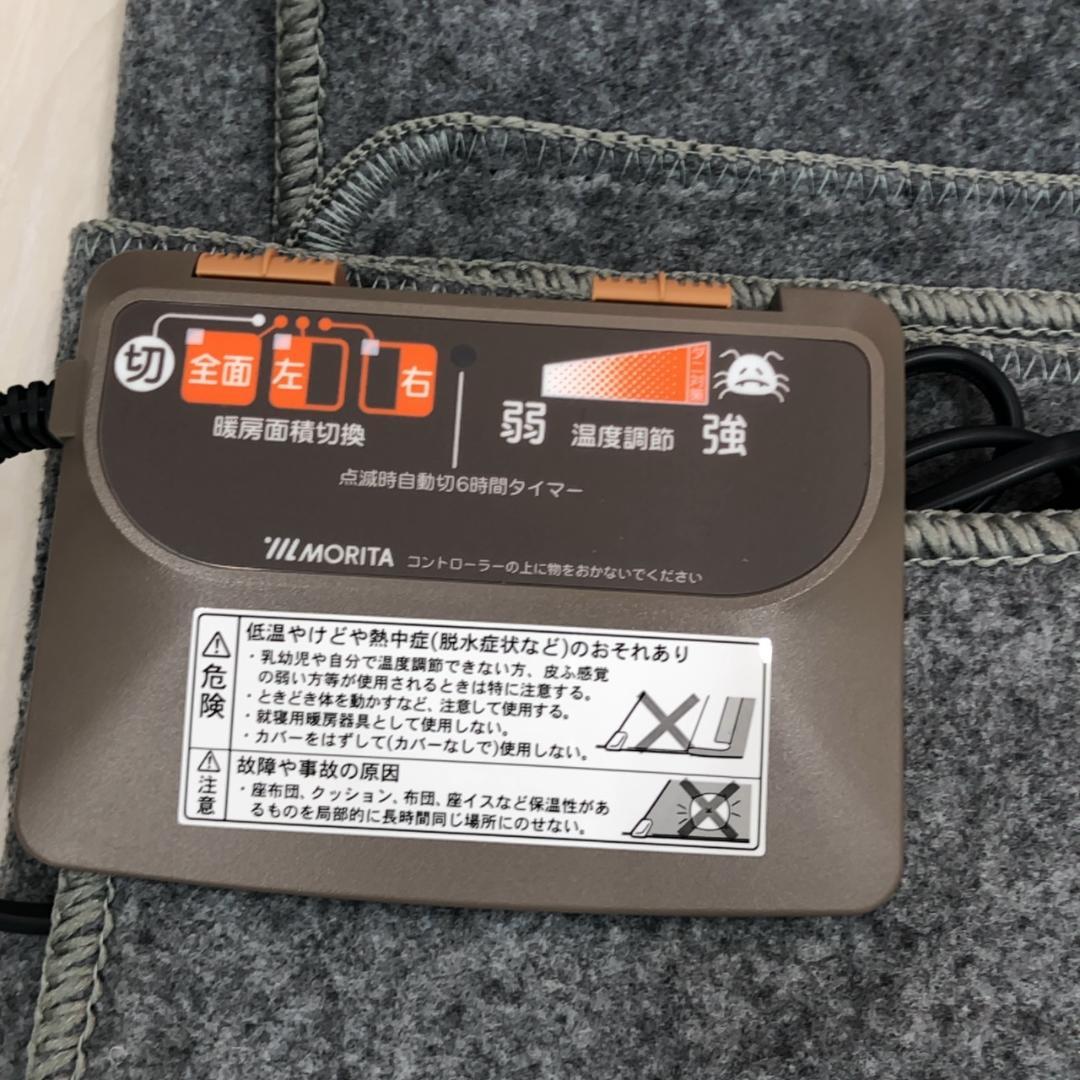 切 全面 左 右
暖房面積切換
弱 温度調節 強
点滅時自動切6時間タイマー
MORITA コントローラーの上に物をおかないでください
危険
低温やけどや熱中症(脱水症状など)のおそれあり
・乳幼児や自分で温度調節できない方、皮ふ感覚
の弱い方等が使用されるときは特に注意する。
・ときどき体を動かすなど、注意して使用する。
・就寝用暖房器具として使用しない。
・カバーをはずして(カバーなしで)使用しない。
注意
故障や事故の原因
・座布団、クッション、布団、座イスなど保温性があ
るものを局部的に長時間同じ場所にのせない。